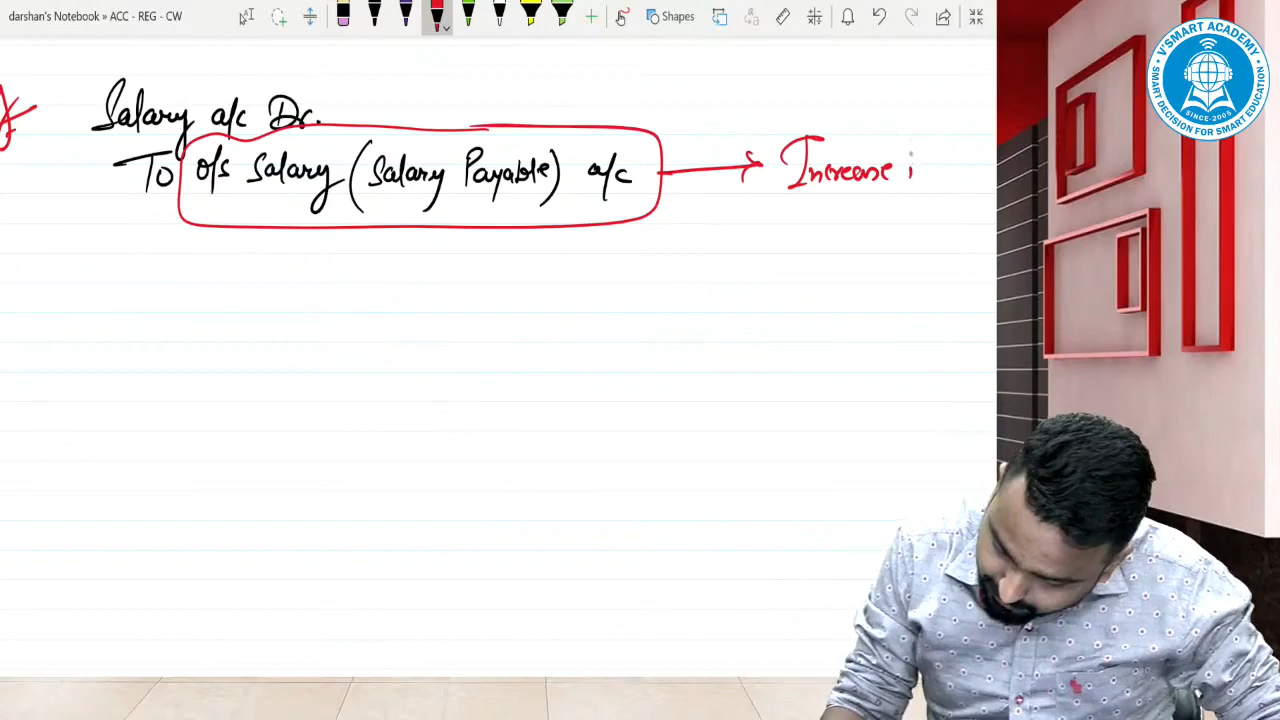 darshan's Notebook » ACC - REG - CW
Shapes
V'SMART ACADEMY
SMART DECISION FOR SMART EDUCATION
SINCE-2005
Salary a/c Dr.
To o/s Salary (Salary Payable) a/c
Increase i